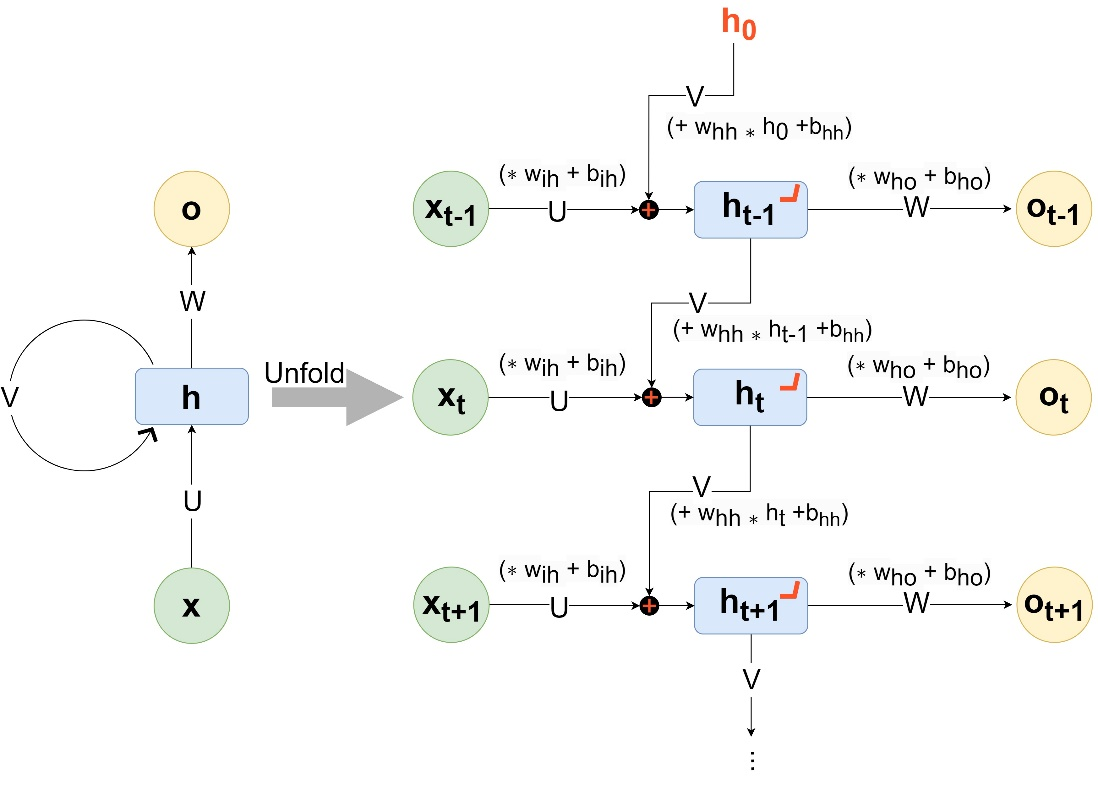 h0
V
(+ whh * h0 +bhh)
(* wih + bih)
(* who + bho)
xt-1
U
+
ht-1
W
ot-1
o
W
V
h
U
x
Unfold
V
(+ whh * ht-1 +bhh)
(* wih + bih)
(* who + bho)
xt
U
+
ht
W
ot
V
(+ whh * ht +bhh)
(* wih + bih)
(* who + bho)
xt+1
U
+
ht+1
W
ot+1
V
...